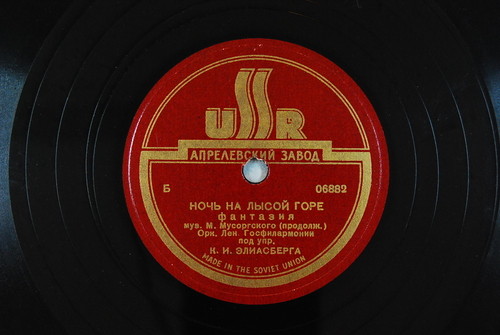 USSR
АПРЕЛЕВСКИЙ ЗАВОД
Б 06882
НОЧЬ НА ЛЫСОЙ ГОРЕ
фантазия
муз. М. Мусоргского (продолж.)
Орк. Лен. Госфилармонии
под упр.
К. И. ЭЛИАСБЕРГА
MADE IN THE SOVIET UNION